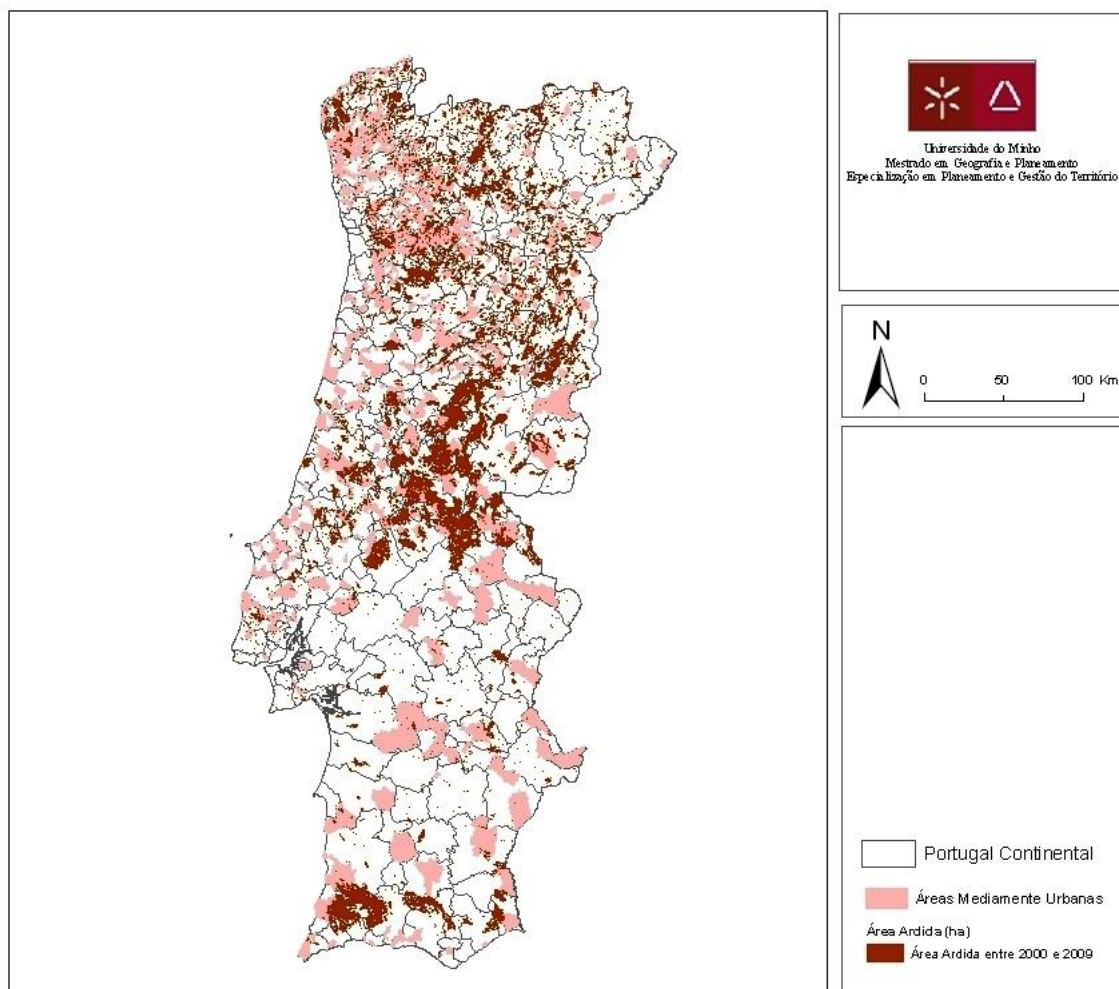 Universidade do Minho
Mestrado em Geografia e Planeamento
Especialização em Planeamento e Gestão do Território
N
0 50 100 Km
Portugal Continental
Áreas Mediamente Urbanas
Área Ardida (ha)
Área Ardida entre 2000 e 2009